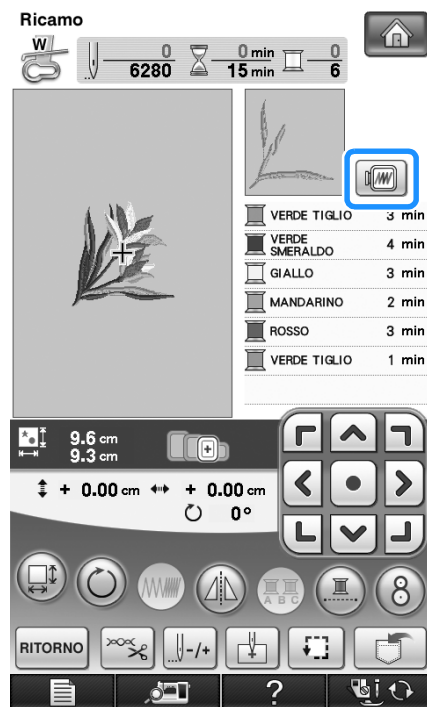 Ricamo
W
0 0 min 0
6280 15 min 6
VERDE TIGLIO 3 min
VERDE SMERALDO 4 min
GIALLO 3 min
MANDARINO 2 min
ROSSO 3 min
VERDE TIGLIO 1 min
9.6 cm
9.3 cm
+ 0.00 cm + 0.00 cm
0°
A B C
8
RITORNO
-/+
?